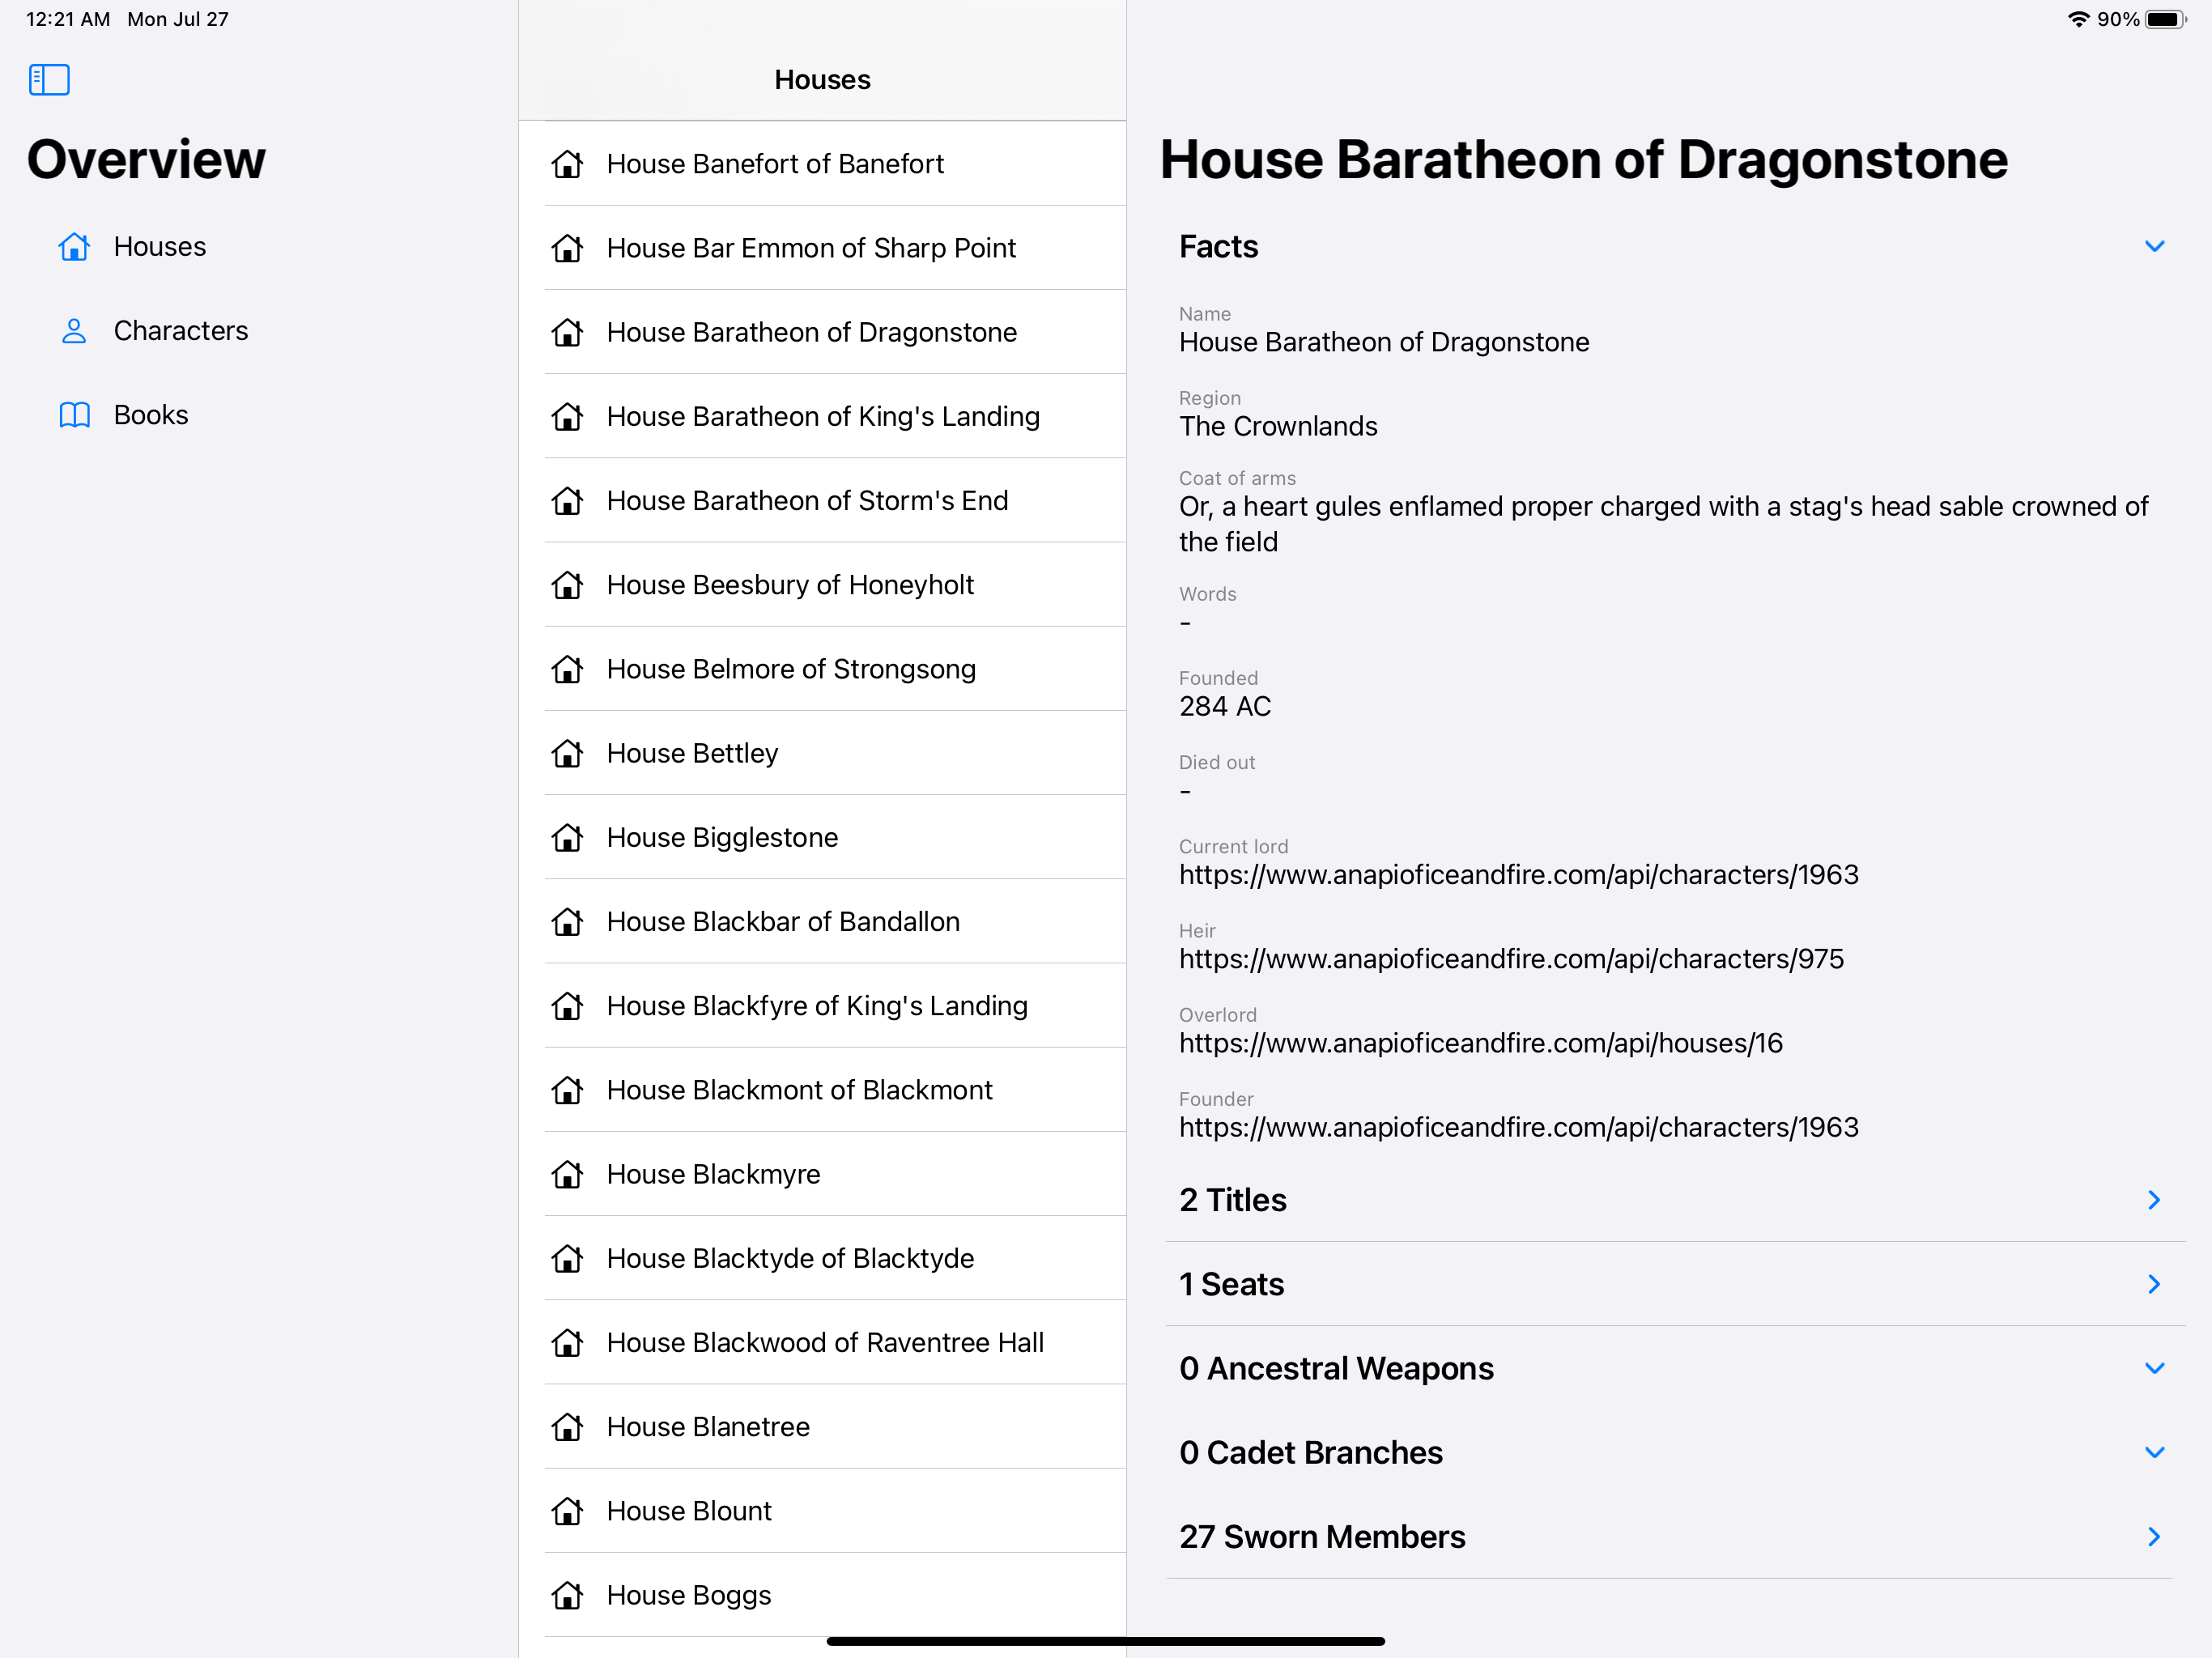 12:21 AM Mon Jul 27
90%
Overview
Houses
Characters
Books
Houses
House Banefort of Banefort
House Bar Emmon of Sharp Point
House Baratheon of Dragonstone
House Baratheon of King's Landing
House Baratheon of Storm's End
House Beesbury of Honeyholt
House Belmore of Strongsong
House Bettley
House Bigglestone
House Blackbar of Bandallon
House Blackfyre of King's Landing
House Blackmont of Blackmont
House Blackmyre
House Blacktyde of Blacktyde
House Blackwood of Raventree Hall
House Blanetree
House Blount
House Boggs
House Baratheon of Dragonstone
Facts
Name
House Baratheon of Dragonstone
Region
The Crownlands
Coat of arms
Or, a heart gules enflamed proper charged with a stag's head sable crowned of
the field
Words
-
Founded
284 AC
Died out
-
Current lord
https://www.anapioficeandfire.com/api/characters/1963
Heir
https://www.anapioficeandfire.com/api/characters/975
Overlord
https://www.anapioficeandfire.com/api/houses/16
Founder
https://www.anapioficeandfire.com/api/characters/1963
2 Titles
1 Seats
0 Ancestral Weapons
0 Cadet Branches
27 Sworn Members